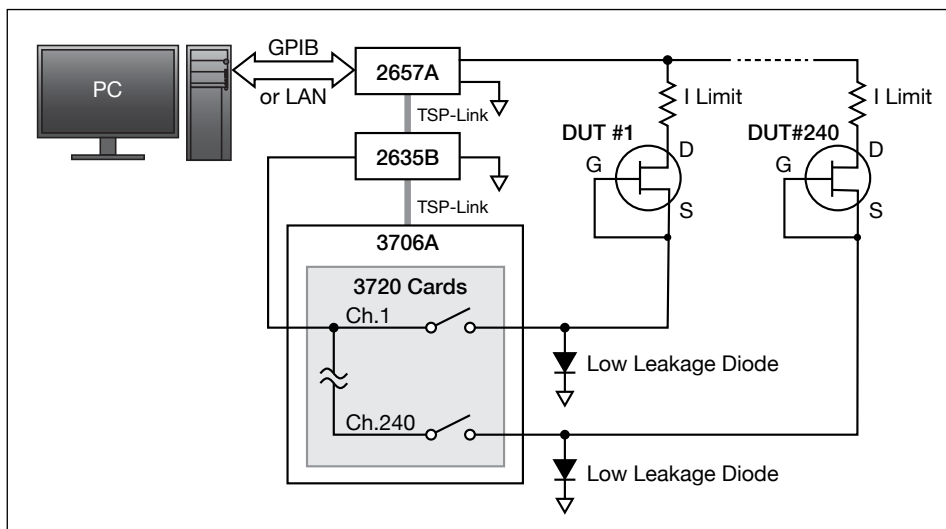 PC
GPIB
or LAN
2657A
TSP-Link
2635B
TSP-Link
3706A
3720 Cards
Ch.1
Ch.240
I Limit
I Limit
DUT #1
DUT#240
G
D
S
G
D
S
Low Leakage Diode
Low Leakage Diode